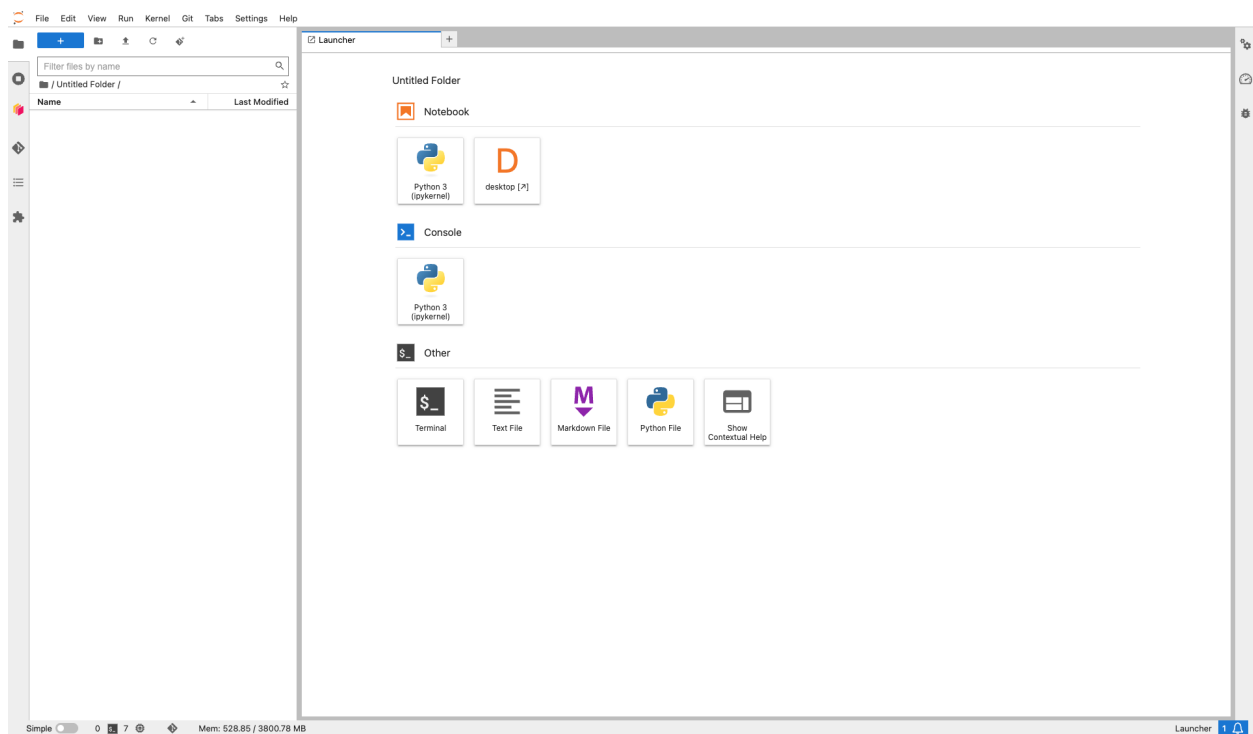 File Edit View Run Kernel Git Tabs Settings Help
+
Launcher
+
Filter files by name
/ Untitled Folder /
Name
Last Modified
Untitled Folder
Notebook
Python 3
(ipykernel)
D
desktop [↗]
>_ Console
Python 3
(ipykernel)
$_ Other
$_
Terminal
Text File
M
Markdown File
Python File
Show
Contextual Help
Simple 0 $_ 7 Mem: 528.85 / 3800.78 MB
Launcher 1